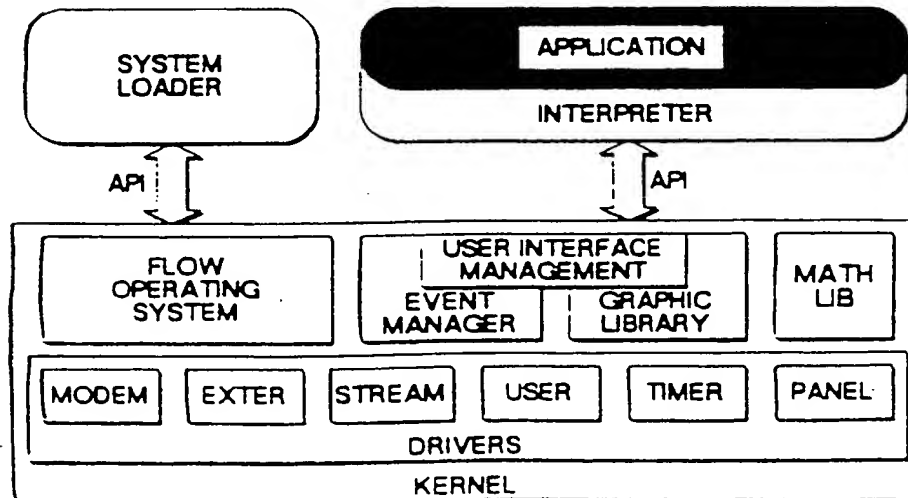 SYSTEM
LOADER
APPLICATION
INTERPRETER
API
API
FLOW
OPERATING
SYSTEM
USER INTERFACE
MANAGEMENT
EVENT
MANAGER
GRAPHIC
LIBRARY
MATH
LIB
MODEM
EXTER
STREAM
USER
TIMER
PANEL
DRIVERS
KERNEL